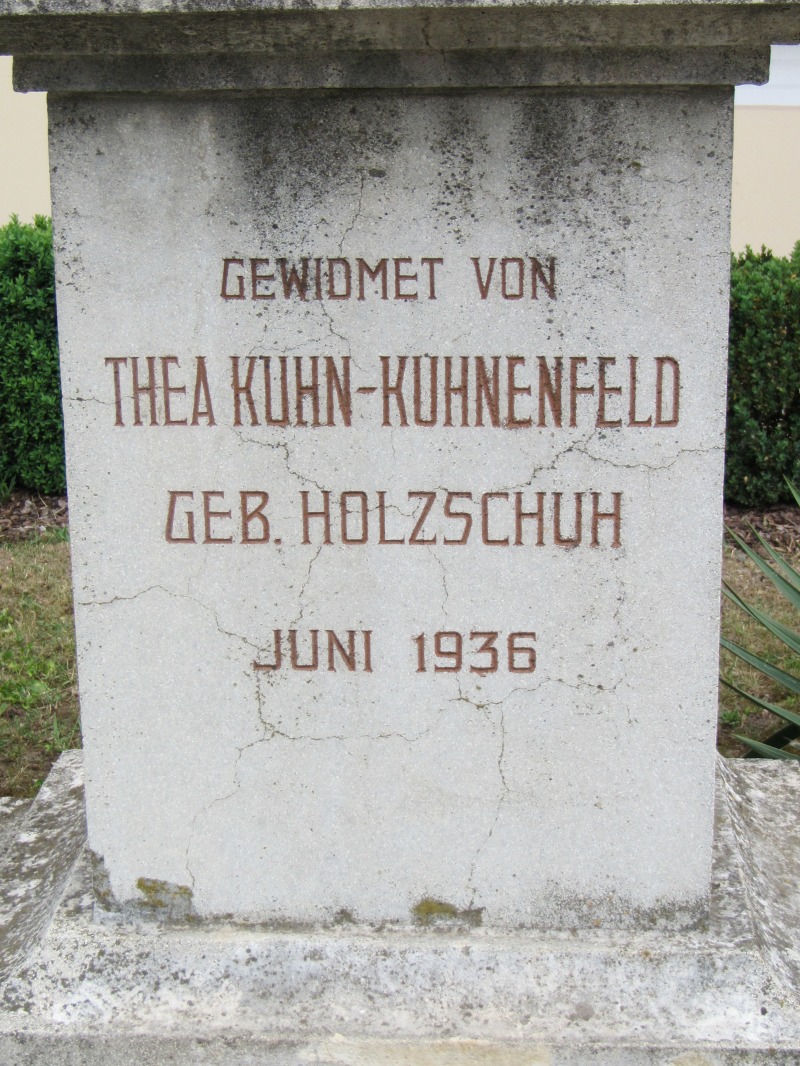 GEWIDMET VON
THEA KUHN-KUHNENFELD
GEB. HOLZSCHUH
JUNI 1936